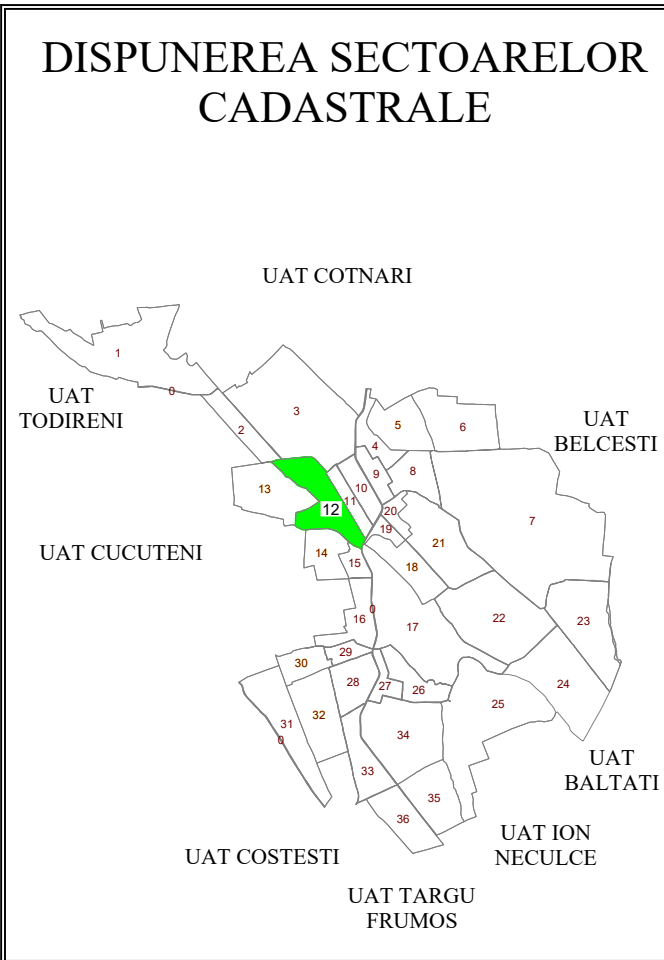 DISPUNEREA SECTOARELOR
CADASTRALE
UAT COTNARI
1
0
UAT
TODIRENI
2
3
4
5
6
UAT
BELCESTI
13
12
11
10
9
8
7
20
19
21
UAT CUCUTENI
14
15
18
16
0
17
22
23
30
29
28
27
26
25
24
31
0
32
33
34
35
36
UAT
BALTATI
UAT ION
NECULCE
UAT COSTESTI
UAT TARGU
FRUMOS